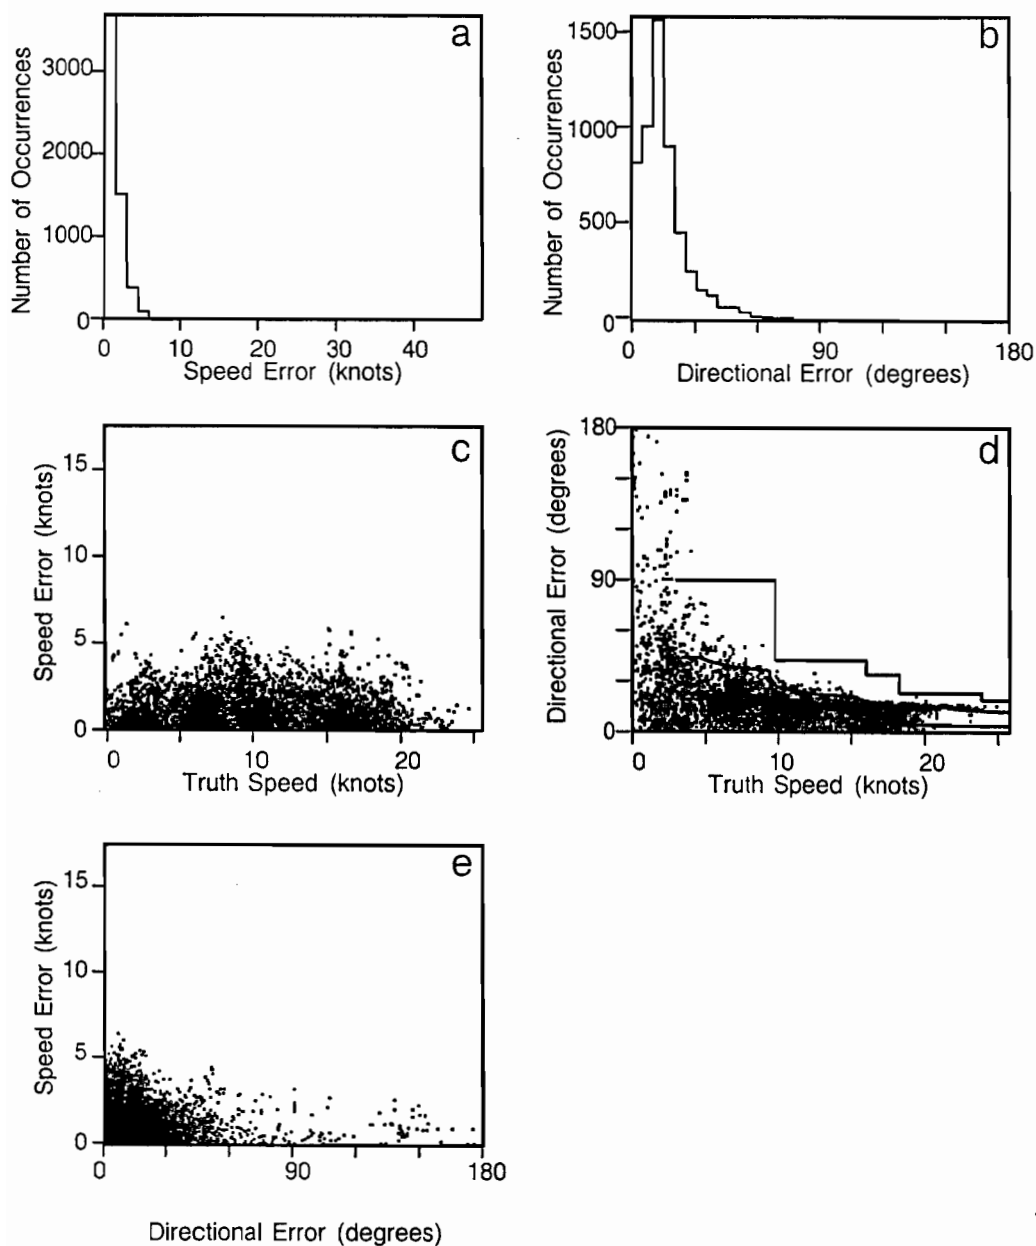 a
3000
2000
1000
0
Number of Occurrences
0 10 20 30 40
Speed Error (knots)
b
1500
1000
500
0
Number of Occurrences
0 90 180
Directional Error (degrees)
c
15
10
5
0
Speed Error (knots)
0 10 20
Truth Speed (knots)
d
180
90
0
Directional Error (degrees)
0 10 20
Truth Speed (knots)
e
15
10
5
0
Speed Error (knots)
0 90 180
Directional Error (degrees)